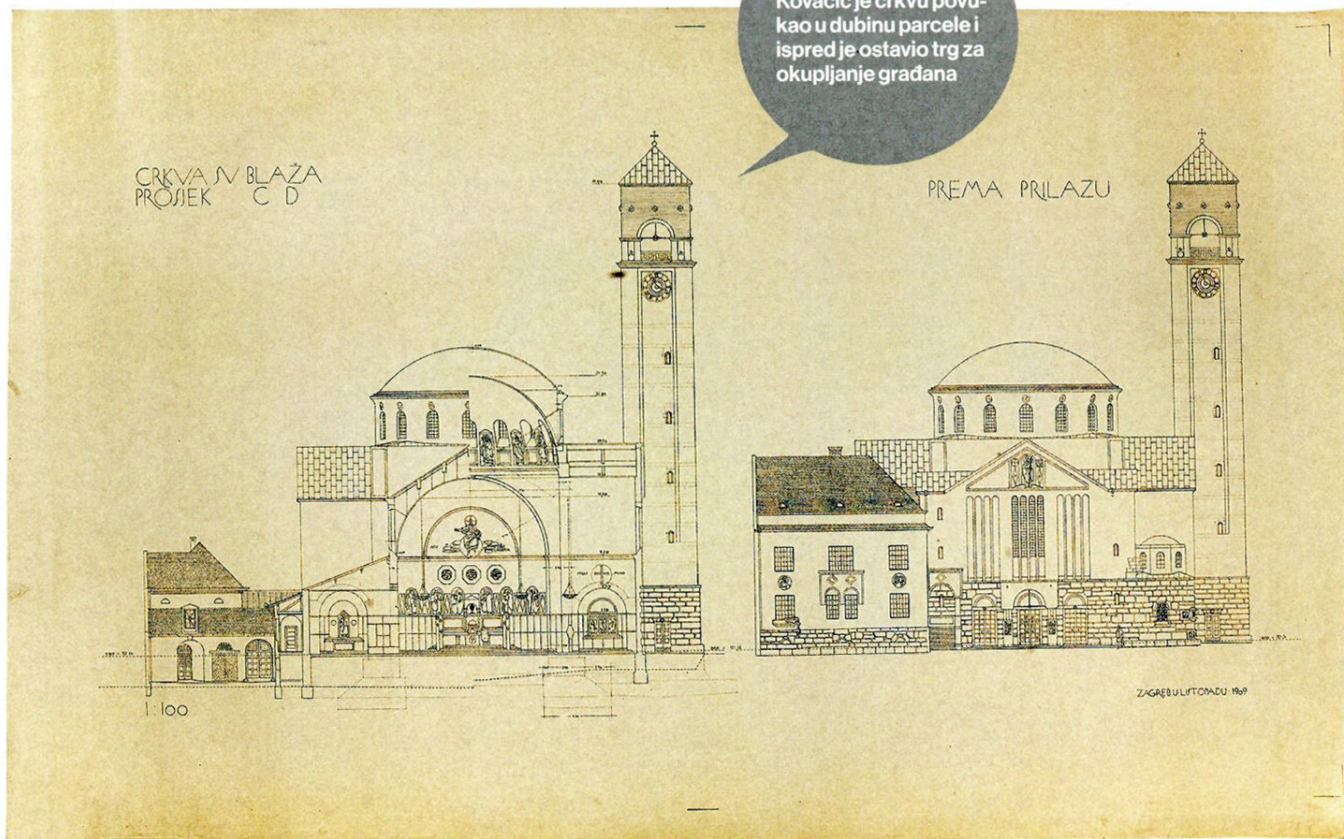 Kovačić je crkvu povu-
kao u dubinu parcele i
ispred je ostavio trg za
okupljanje građana
CRKVA SV BLAŽA
PROSJEK C D
PREMA PRILAZU
1:100
ZAGREB U LISTOPADU 1909